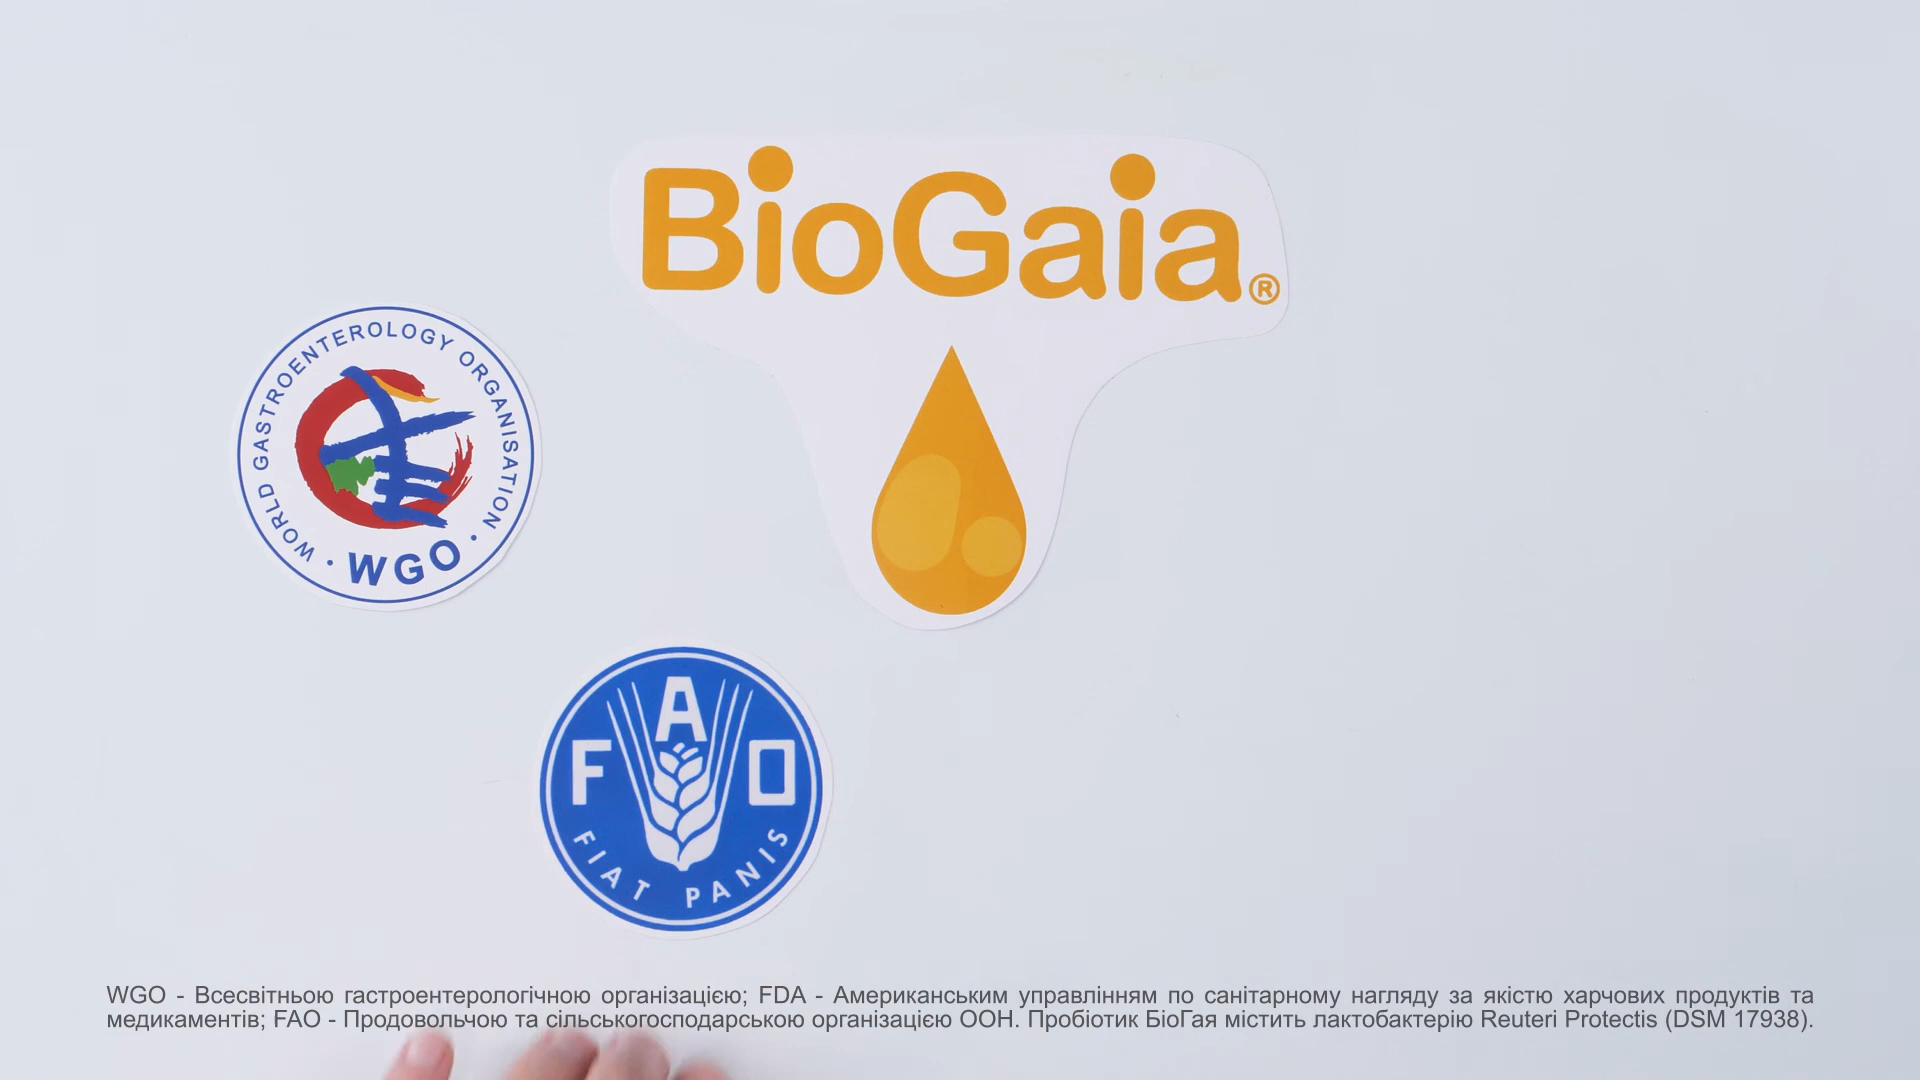 BioGaia®
WORLD GASTROENTEROLOGY ORGANISATION
· WGO ·
F A O
FIAT PANIS
WGO - Всесвітньою гастроентерологічною організацією; FDA - Американським управлінням по санітарному нагляду за якістю харчових продуктів та
медикаментів; FAO - Продовольчою та сільськогосподарською організацією ООН. Пробіотик БіоГая містить лактобактерію Reuteri Protectis (DSM 17938).